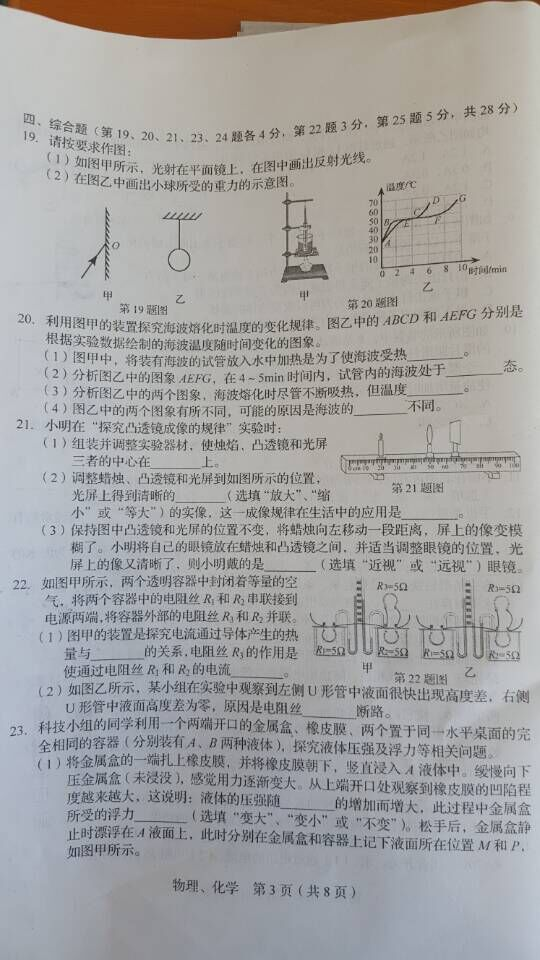 四、综合题（第19、20、21、23、24题各4分，第22题3分，第25题5分，共28分）
19. 请按要求作图：
（1）如图甲所示，光射在平面镜上，在图中画出反射光线。
（2）在图乙中画出小球所受的重力的示意图。
O
甲
乙
第19题图
甲
温度/℃
70
60
50
40
30
20
10
0 2 4 6 8 10 时间/min
A
B
C
D
E
F
G
乙
第20题图
20. 利用图甲的装置探究海波熔化时温度的变化规律。图乙中的ABCD和AEFG分别是
根据实验数据绘制的海波温度随时间变化的图象。
（1）图甲中，将装有海波的试管放入水中加热是为了使海波受热________。
（2）分析图乙中的图象AEFG，在4~5min时间内，试管内的海波处于________态。
（3）分析图乙中的两个图象，海波熔化时尽管不断吸热，但温度________。
（4）图乙中的两个图象有所不同，可能的原因是海波的________不同。
21. 小明在“探究凸透镜成像的规律”实验时：
（1）组装并调整实验器材，使烛焰、凸透镜和光屏
三者的中心在________上。
（2）调整蜡烛、凸透镜和光屏到如图所示的位置，
光屏上得到清晰的________（选填“放大”、“缩
小”或“等大”）的实像，这一成像规律在生活中的应用是________。
0cm 10 20 30 40 50 60 70 80 90 100
第21题图
（3）保持图中凸透镜和光屏的位置不变，将蜡烛向左移动一段距离，屏上的像变模
糊了。小明将自己的眼镜放在蜡烛和凸透镜之间，并适当调整眼镜的位置，光
屏上的像又清晰了，则小明戴的是________（选填“近视”或“远视”）眼镜。
22. 如图甲所示，两个透明容器中封闭着等量的空
气，将两个容器中的电阻丝R1和R2串联接到
电源两端，将容器外部的电阻丝R3和R2并联。
（1）图甲的装置是探究电流通过导体产生的热
量与________的关系，电阻丝R3的作用是
使通过电阻丝R1和R2的电流________。
R3=5Ω
R1=5Ω
R2=5Ω
甲
R3=5Ω
R1=5Ω
R2=5Ω
乙
第22题图
（2）如图乙所示，某小组在实验中观察到左侧U形管中液面很快出现高度差，右侧
U形管中液面高度差为零，原因是电阻丝________断路。
23. 科技小组的同学利用一个两端开口的金属盒、橡皮膜、两个置于同一水平桌面的完
全相同的容器（分别装有A、B两种液体），探究液体压强及浮力等相关问题。
（1）将金属盒的一端扎上橡皮膜，并将橡皮膜朝下，竖直浸入A液体中。缓慢向下
压金属盒（未浸没），感觉用力逐渐变大。从上端开口处观察到橡皮膜的凹陷程
度越来越大，这说明：液体的压强随________的增加而增大，此过程中金属盒
所受的浮力________（选填“变大”、“变小”或“不变”）。松手后，金属盒静
止时漂浮在A液面上，此时分别在金属盒和容器上记下液面所在位置M和P，
如图甲所示。
物理、化学 第3页（共8页）